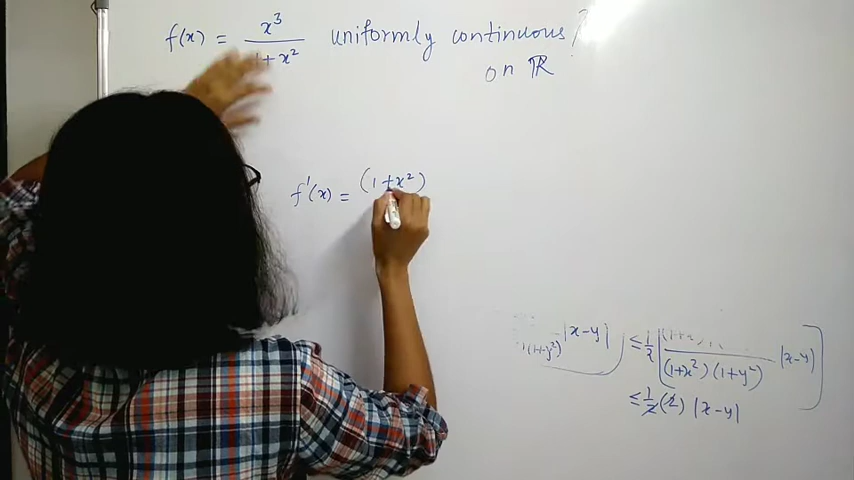 f(x) = x³ / 1+x² uniformly continuous?
on ℝ
f'(x) = (1+x²)
|x-y| ≤ 1/2 |x-y|
(1+x²)(1+y²)
≤ 1/2 (2) |x-y|